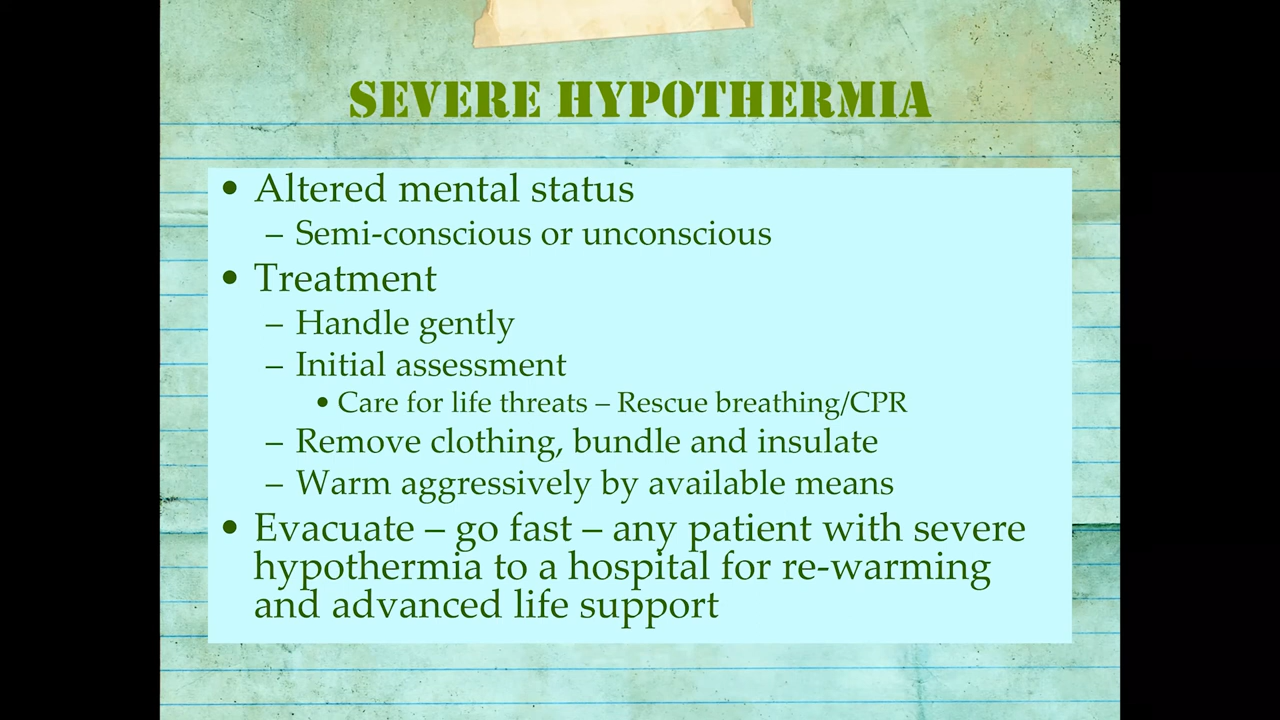 SEVERE HYPOTHERMIA
• Altered mental status
– Semi-conscious or unconscious
• Treatment
– Handle gently
– Initial assessment
• Care for life threats – Rescue breathing/CPR
– Remove clothing, bundle and insulate
– Warm aggressively by available means
• Evacuate – go fast – any patient with severe
hypothermia to a hospital for re-warming
and advanced life support